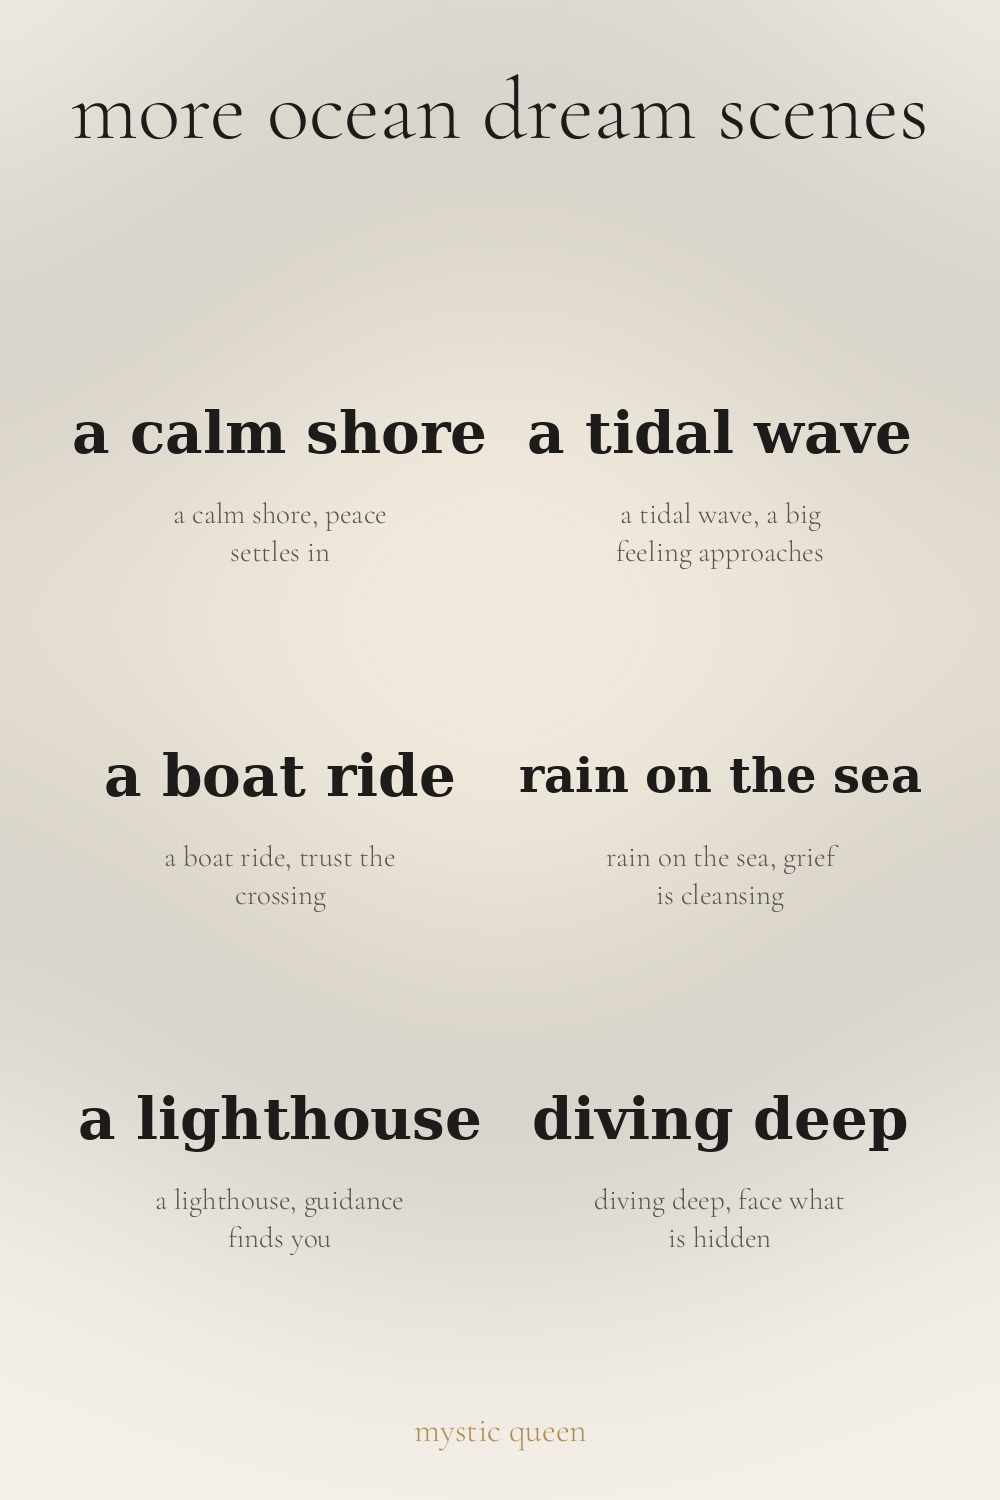 more ocean dream scenes
a calm shore
a calm shore, peace
settles in
a tidal wave
a tidal wave, a big
feeling approaches
a boat ride
a boat ride, trust the
crossing
rain on the sea
rain on the sea, grief
is cleansing
a lighthouse
a lighthouse, guidance
finds you
diving deep
diving deep, face what
is hidden
mystic queen